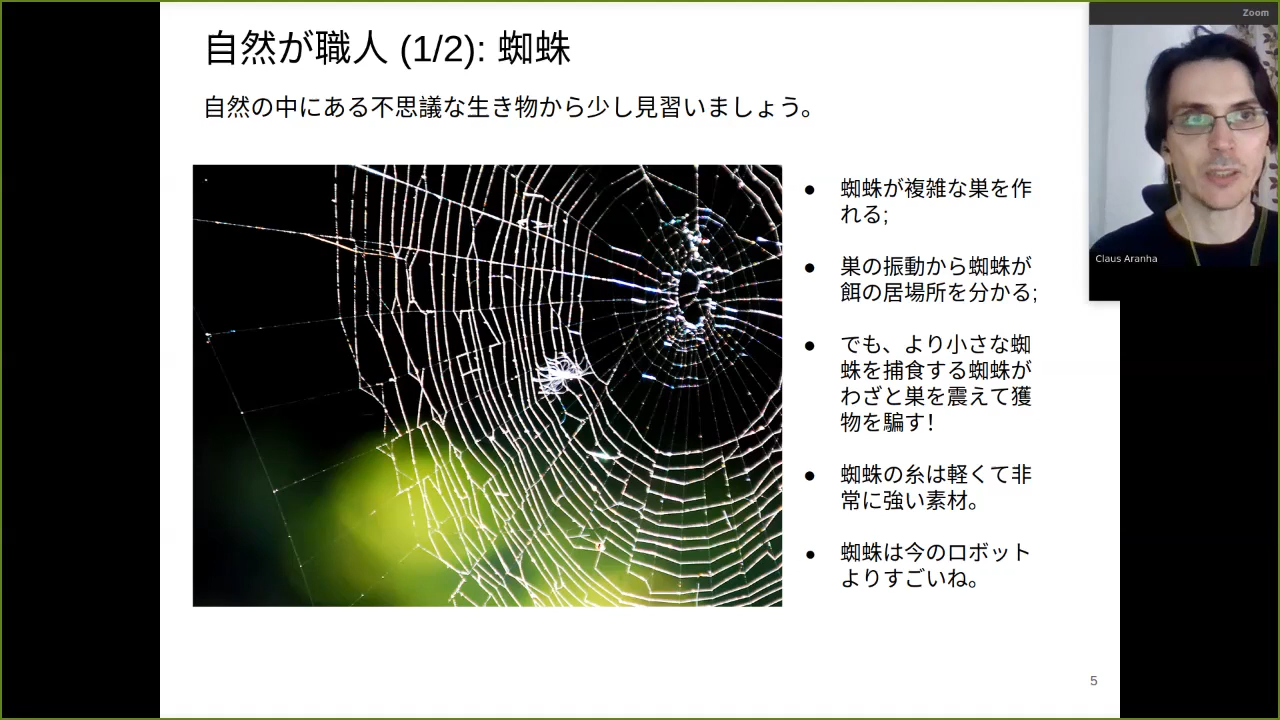 自然が職人 (1/2): 蜘蛛
自然の中にある不思議な生き物から少し見習いましょう。
● 蜘蛛が複雑な巣を作
れる;
● 巣の振動から蜘蛛が
餌の居場所を分かる;
● でも、より小さな蜘
蛛を捕食する蜘蛛が
わざと巣を震えて獲
物を騙す!
● 蜘蛛の糸は軽くて非
常に強い素材。
● 蜘蛛は今のロボット
よりすごいね。
5
Zoom
Claus Aranha